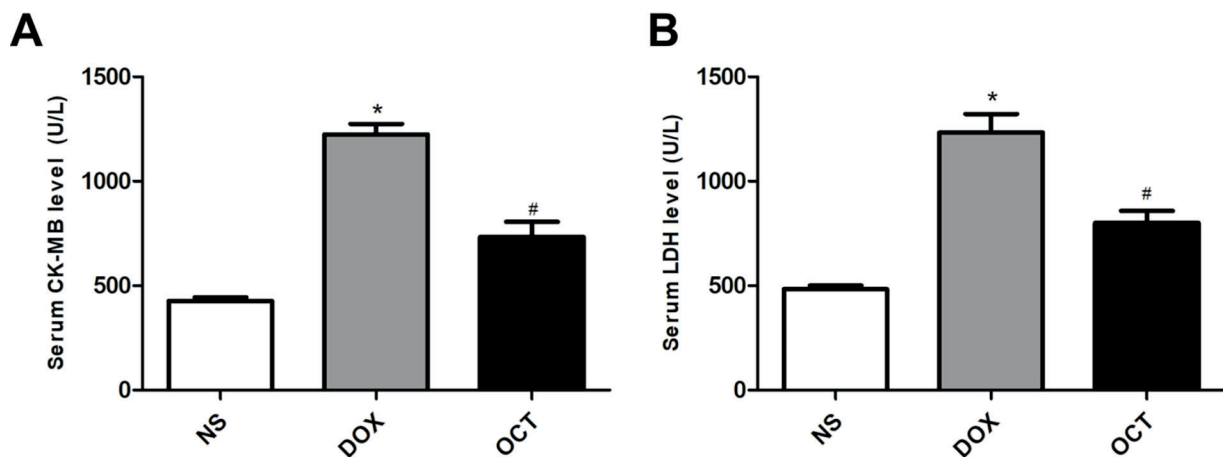 A
Serum CK-MB level (U/L)
1500
1000
500
0
*
#
NS
DOX
OCT
B
Serum LDH level (U/L)
1500
1000
500
0
*
#
NS
DOX
OCT